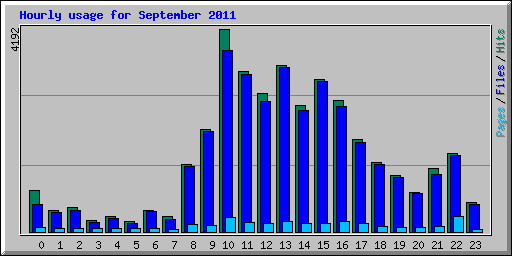 Hourly usage for September 2011
4192
Pages/Files/Hits
0 1 2 3 4 5 6 7 8 9 10 11 12 13 14 15 16 17 18 19 20 21 22 23